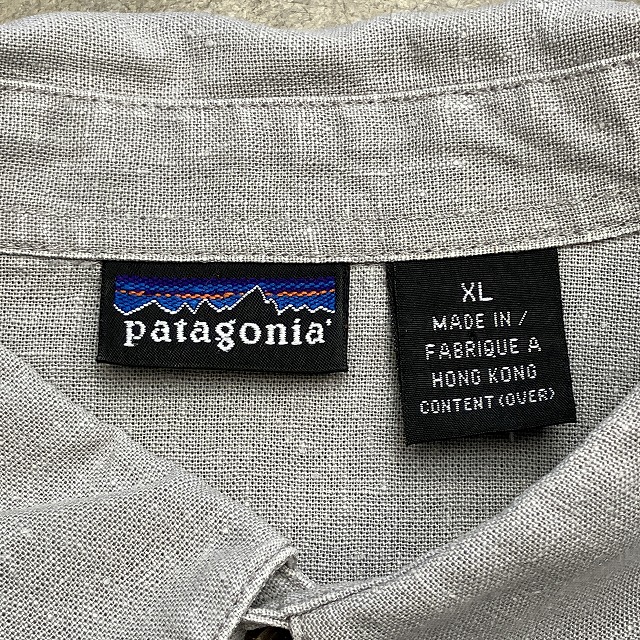 patagonia
XL
MADE IN /
FABRIQUE A
HONG KONG
CONTENT (OVER)